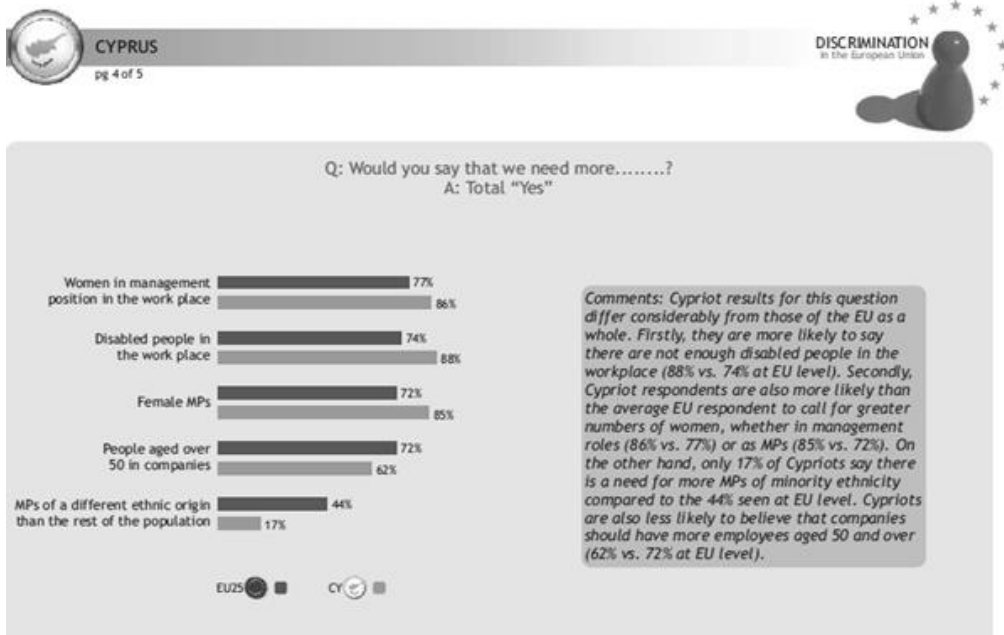 CYPRUS
pg 4 of 5
DISCRIMINATION
in the European Union
Q: Would you say that we need more........?
A: Total “Yes”
Women in management
position in the work place
77%
86%
Disabled people in
the work place
74%
88%
Female MPs
72%
85%
People aged over
50 in companies
72%
62%
MPs of a different ethnic origin
than the rest of the population
44%
17%
EU25
CY
Comments: Cypriot results for this question
differ considerably from those of the EU as a
whole. Firstly, they are more likely to say
there are not enough disabled people in the
workplace (88% vs. 74% at EU level). Secondly,
Cypriot respondents are also more likely than
the average EU respondent to call for greater
numbers of women, whether in management
roles (86% vs. 77%) or as MPs (85% vs. 72%). On
the other hand, only 17% of Cypriots say there
is a need for more MPs of minority ethnicity
compared to the 44% seen at EU level. Cypriots
are also less likely to believe that companies
should have more employees aged 50 and over
(62% vs. 72% at EU level).